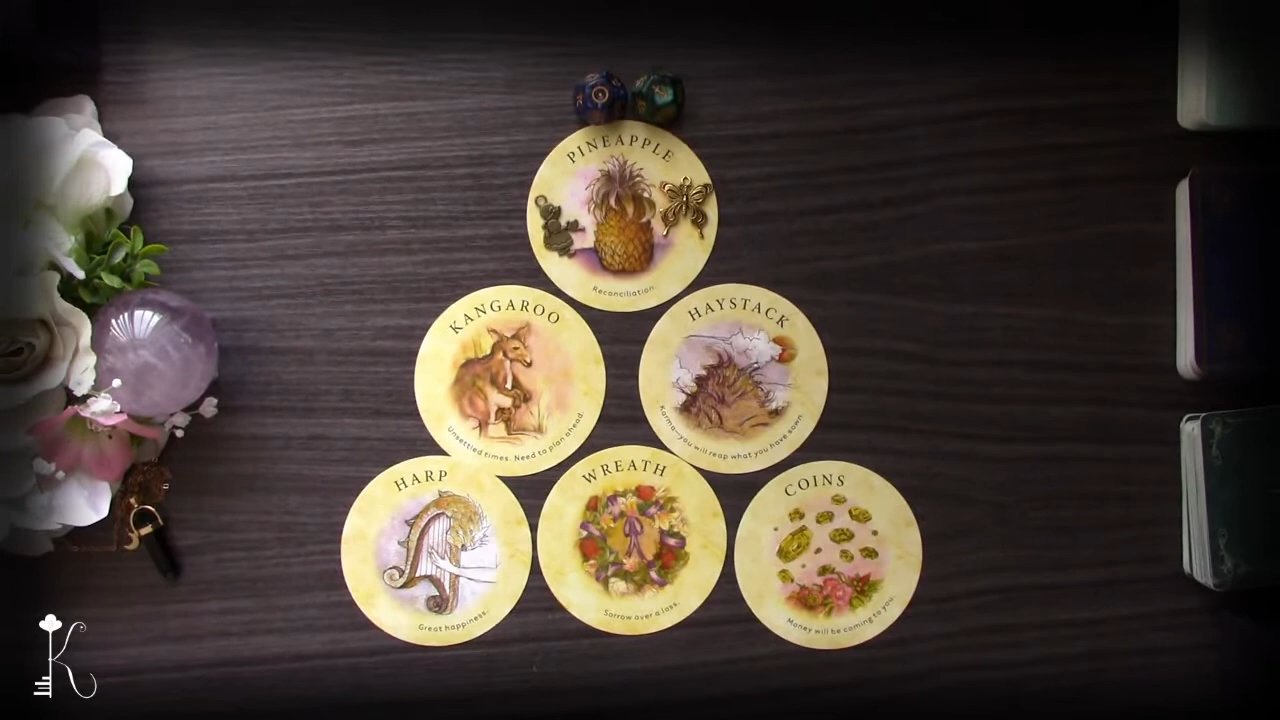 PINEAPPLE
Reconciliation.
KANGAROO
Unsettled times. Need to plan ahead.
HAYSTACK
Karma—you will reap what you have sown.
HARP
Great happiness.
WREATH
Sorrow over a loss.
COINS
Money will be coming to you.
K